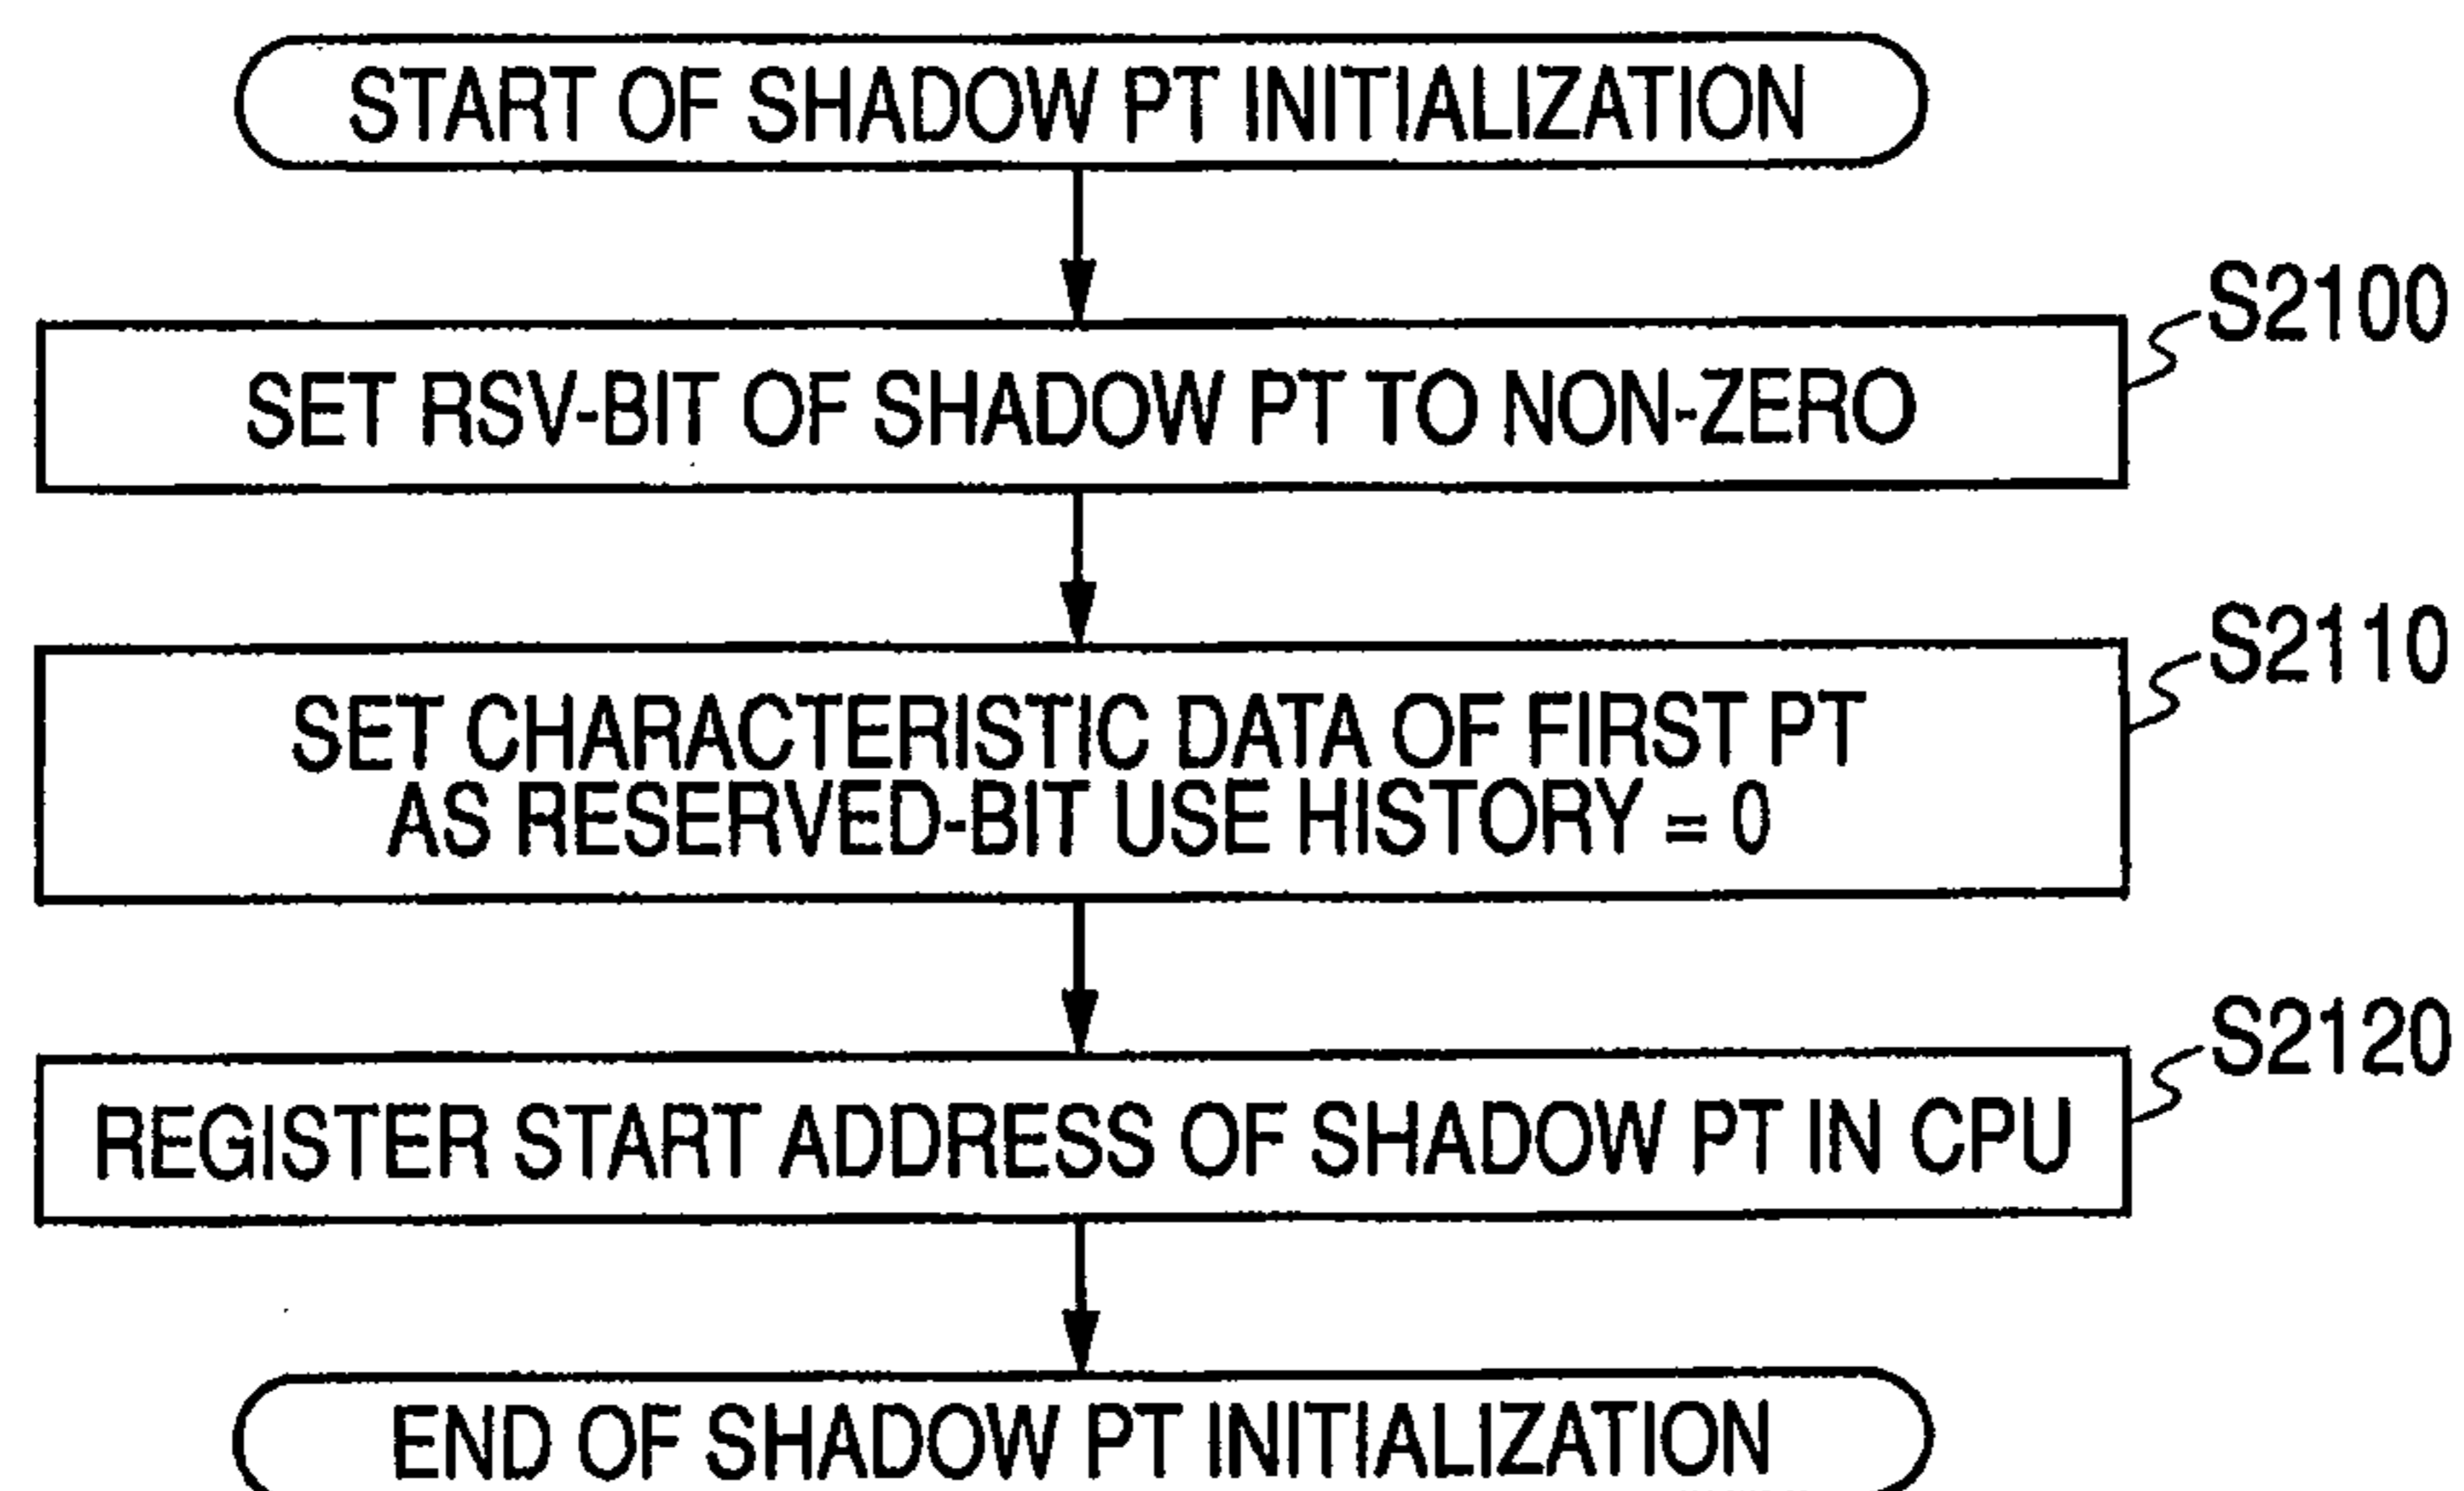 START OF SHADOW PT INITIALIZATION
S2100
SET RSV-BIT OF SHADOW PT TO NON-ZERO
S2110
SET CHARACTERISTIC DATA OF FIRST PT
AS RESERVED-BIT USE HISTORY = 0
S2120
REGISTER START ADDRESS OF SHADOW PT IN CPU
END OF SHADOW PT INITIALIZATION